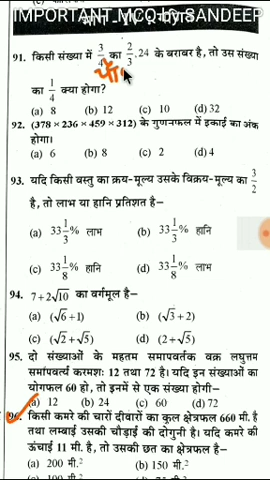 IMPORTANT MCQ BY SANDEEP
91. किसी संख्या में 3/4 का 2/3, 24 के बराबर है, तो उस संख्या
का 1/4 क्या होगा?
(a) 8 (b) 12 (c) 10 (d) 32
92. (378 × 236 × 459 × 312) के गुणनफल में इकाई का अंक
होगा।
(a) 6 (b) 8 (c) 2 (d) 4
93. यदि किसी वस्तु का क्रय-मूल्य उसके विक्रय-मूल्य का 3/2
है, तो लाभ या हानि प्रतिशत है–
(a) 33 1/3 % लाभ (b) 33 1/3 % हानि
(c) 33 1/8 % हानि (d) 33 1/8 % लाभ
94. 7 + 2√10 का वर्गमूल है–
(a) (√6 + 1) (b) (√3 + 2)
(c) (√2 + √5) (d) (2 + √5)
95. दो संख्याओं के महतम समापवर्तक वक्र लघुत्तम
समांपवर्त्य करमशः 12 तथा 72 है। यदि इन संख्याओं का
योगफल 60 हो, तो इनमें से एक संख्या होगी–
(a) 12 (b) 24 (c) 60 (d) 72
96. किसी कमरे की चारों दीवारों का कुल क्षेत्रफल 660 मी.² है
तथा लम्बाई उसकी चौड़ाई की दोगुनी है। यदि कमरे की
ऊंचाई 11 मी. है, तो उसकी छत का क्षेत्रफल है–
(a) 200 मी.² (b) 150 मी.²